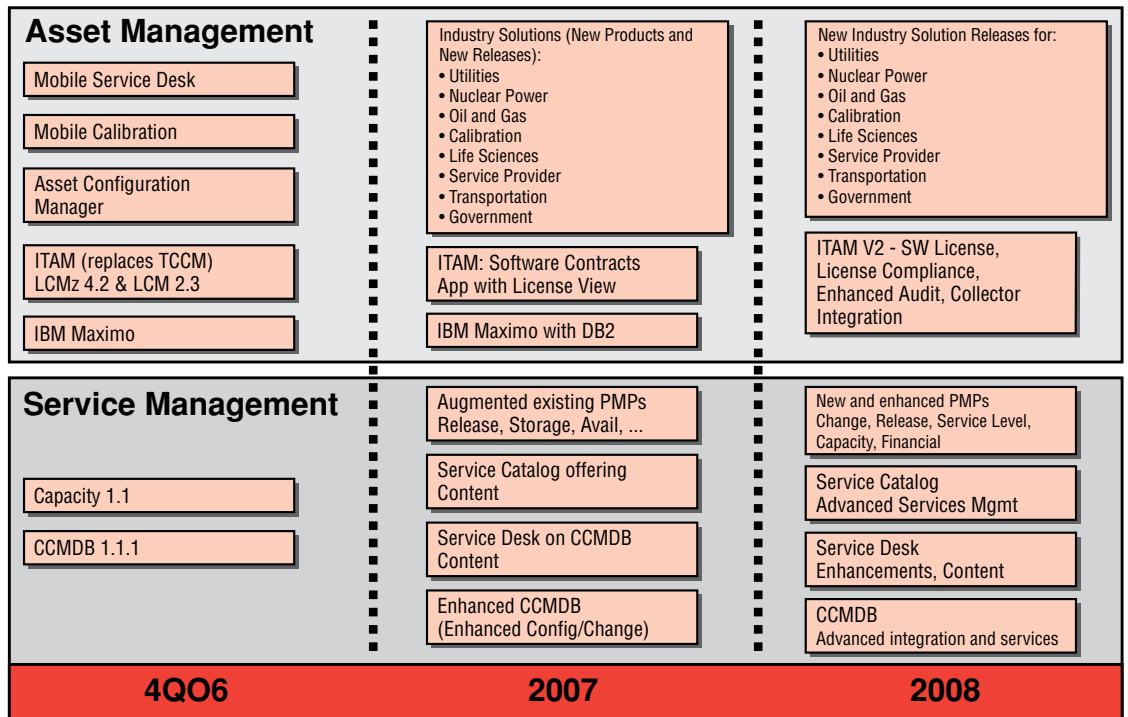 Asset Management
Mobile Service Desk
Mobile Calibration
Asset Configuration
Manager
ITAM (replaces TCCM)
LCMz 4.2 & LCM 2.3
IBM Maximo
Industry Solutions (New Products and
New Releases):
• Utilities
• Nuclear Power
• Oil and Gas
• Calibration
• Life Sciences
• Service Provider
• Transportation
• Government
ITAM: Software Contracts
App with License View
IBM Maximo with DB2
New Industry Solution Releases for:
• Utilities
• Nuclear Power
• Oil and Gas
• Calibration
• Life Sciences
• Service Provider
• Transportation
• Government
ITAM V2 - SW License,
License Compliance,
Enhanced Audit, Collector
Integration
Service Management
Capacity 1.1
CCMDB 1.1.1
Augmented existing PMPs
Release, Storage, Avail, ...
Service Catalog offering
Content
Service Desk on CCMDB
Content
Enhanced CCMDB
(Enhanced Config/Change)
New and enhanced PMPs
Change, Release, Service Level,
Capacity, Financial
Service Catalog
Advanced Services Mgmt
Service Desk
Enhancements, Content
CCMDB
Advanced integration and services
4QO6
2007
2008